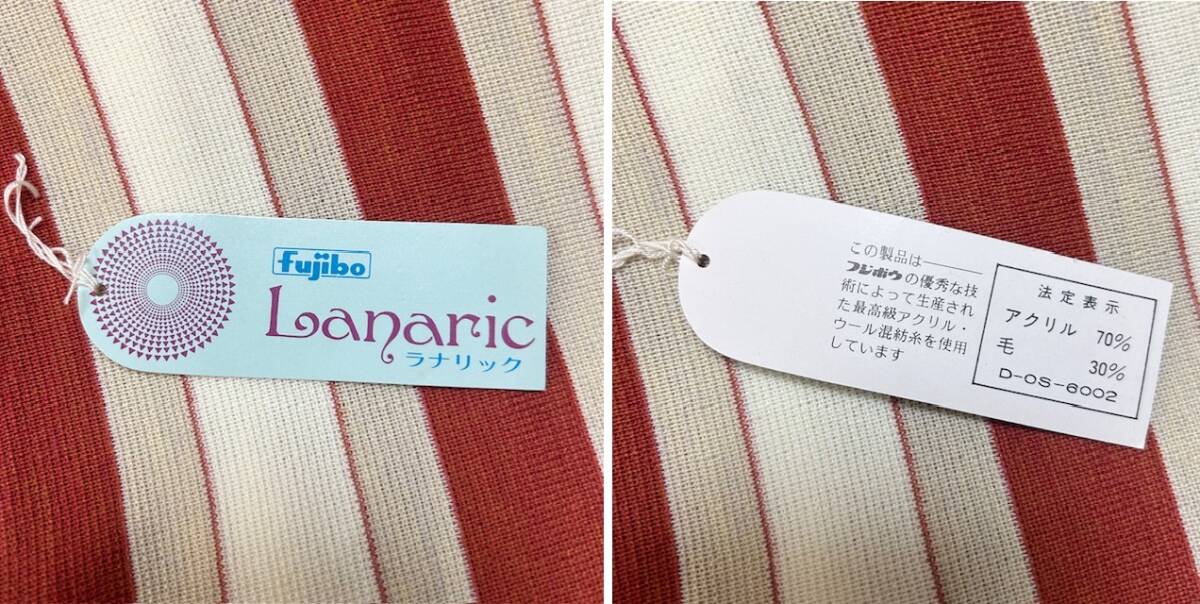 fujibo
Lanaric
ラナリック
この製品は———
フジボウの優秀な技
術によって生産され
た最高級アクリル・
ウール混紡糸を使用
しています
法定表示
アクリル 70%
毛 30%
D-OS-6002